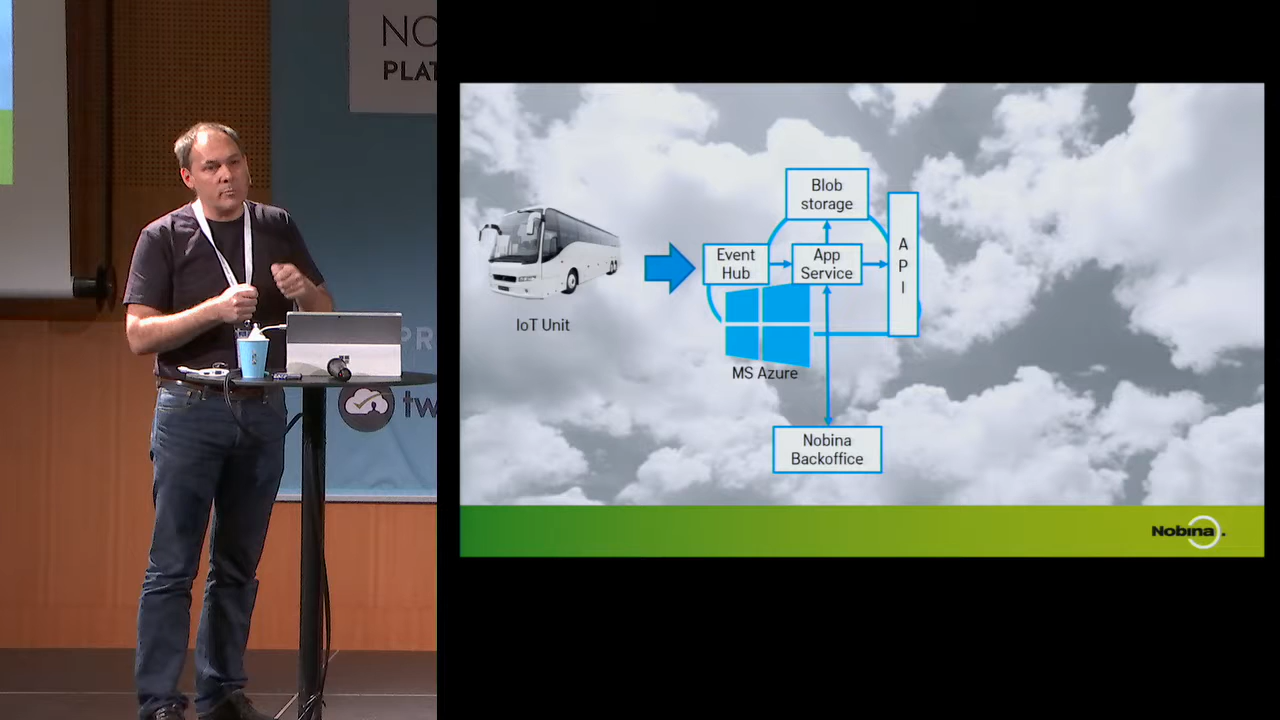 NO
PLAT
PR
tw
Blob
storage
Event
Hub
App
Service
A
P
I
IoT Unit
MS Azure
Nobina
Backoffice
Nobina